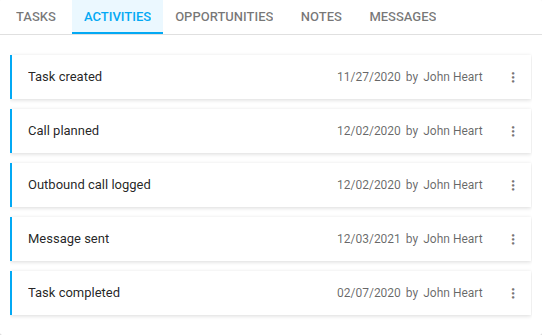 TASKS ACTIVITIES OPPORTUNITIES NOTES MESSAGES
Task created 11/27/2020 by John Heart
Call planned 12/02/2020 by John Heart
Outbound call logged 12/02/2020 by John Heart
Message sent 12/03/2021 by John Heart
Task completed 02/07/2020 by John Heart